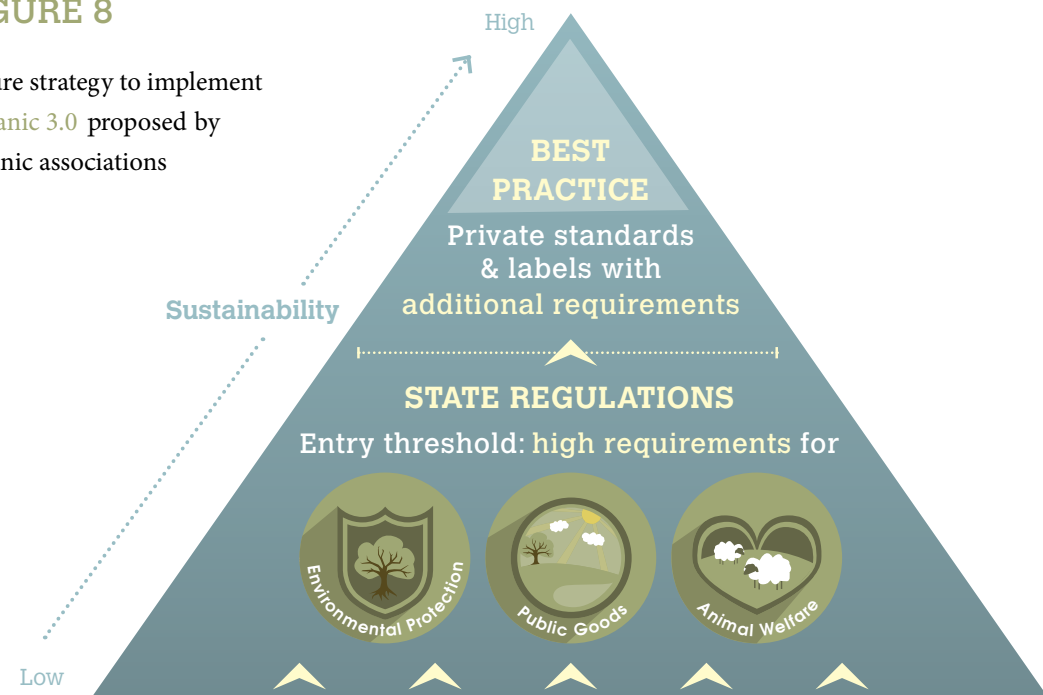 GURE 8
ure strategy to implement
anic 3.0 proposed by
nic associations
High
BEST
PRACTICE
Private standards
& labels with
additional requirements
Sustainability
STATE REGULATIONS
Entry threshold: high requirements for
Environmental Protection
Public Goods
Animal Welfare
Low